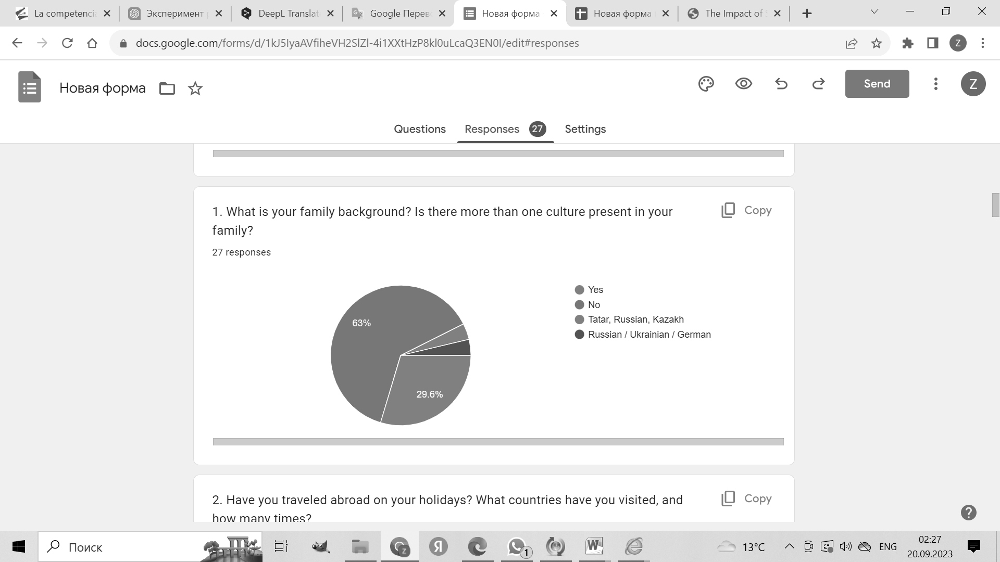 La competencia
Эксперимент
DeepL Translat
Google Перев
Новая форма
Новая форма
The Impact of
docs.google.com/forms/d/1kJ5IyaAVfiheVH2SlZl-4i1XXtHzP8kl0uLcaQ3EN0I/edit#responses
Z
Новая форма
Send
Z
Questions
Responses 27
Settings
1. What is your family background? Is there more than one culture present in your
family?
Copy
27 responses
Yes
No
Tatar, Russian, Kazakh
Russian / Ukrainian / German
63%
29.6%
2. Have you traveled abroad on your holidays? What countries have you visited, and
how many times?
Copy
Поиск
Z
Я
1
W
13°C
ENG
02:27
20.09.2023